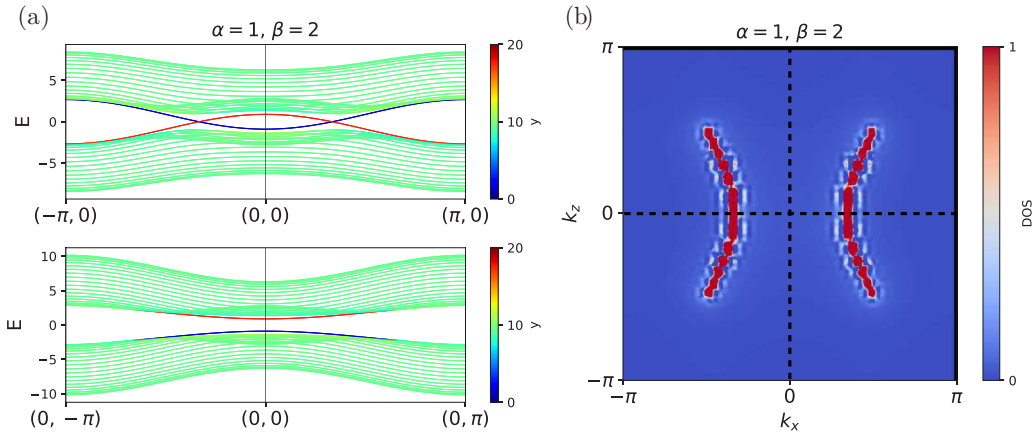 (a)
α = 1, β = 2
E
5
0
−5
(−π, 0)
(0, 0)
(π, 0)
20
10
0
y
E
10
5
0
−5
−10
(0, −π)
(0, 0)
(0, π)
20
10
0
y
(b)
α = 1, β = 2
π
k_z
0
−π
−π
0
π
k_x
1
0
DOS